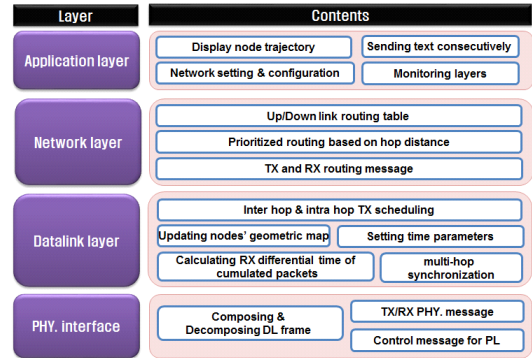 Layer
Contents
Application layer
Display node trajectory
Sending text consecutively
Network setting & configuration
Monitoring layers
Network layer
Up/Down link routing table
Prioritized routing based on hop distance
TX and RX routing message
Datalink layer
Inter hop & intra hop TX scheduling
Updating nodes' geometric map
Setting time parameters
Calculating RX differential time of
cumulated packets
multi-hop
synchronization
PHY. interface
Composing &
Decomposing DL frame
TX/RX PHY. message
Control message for PL